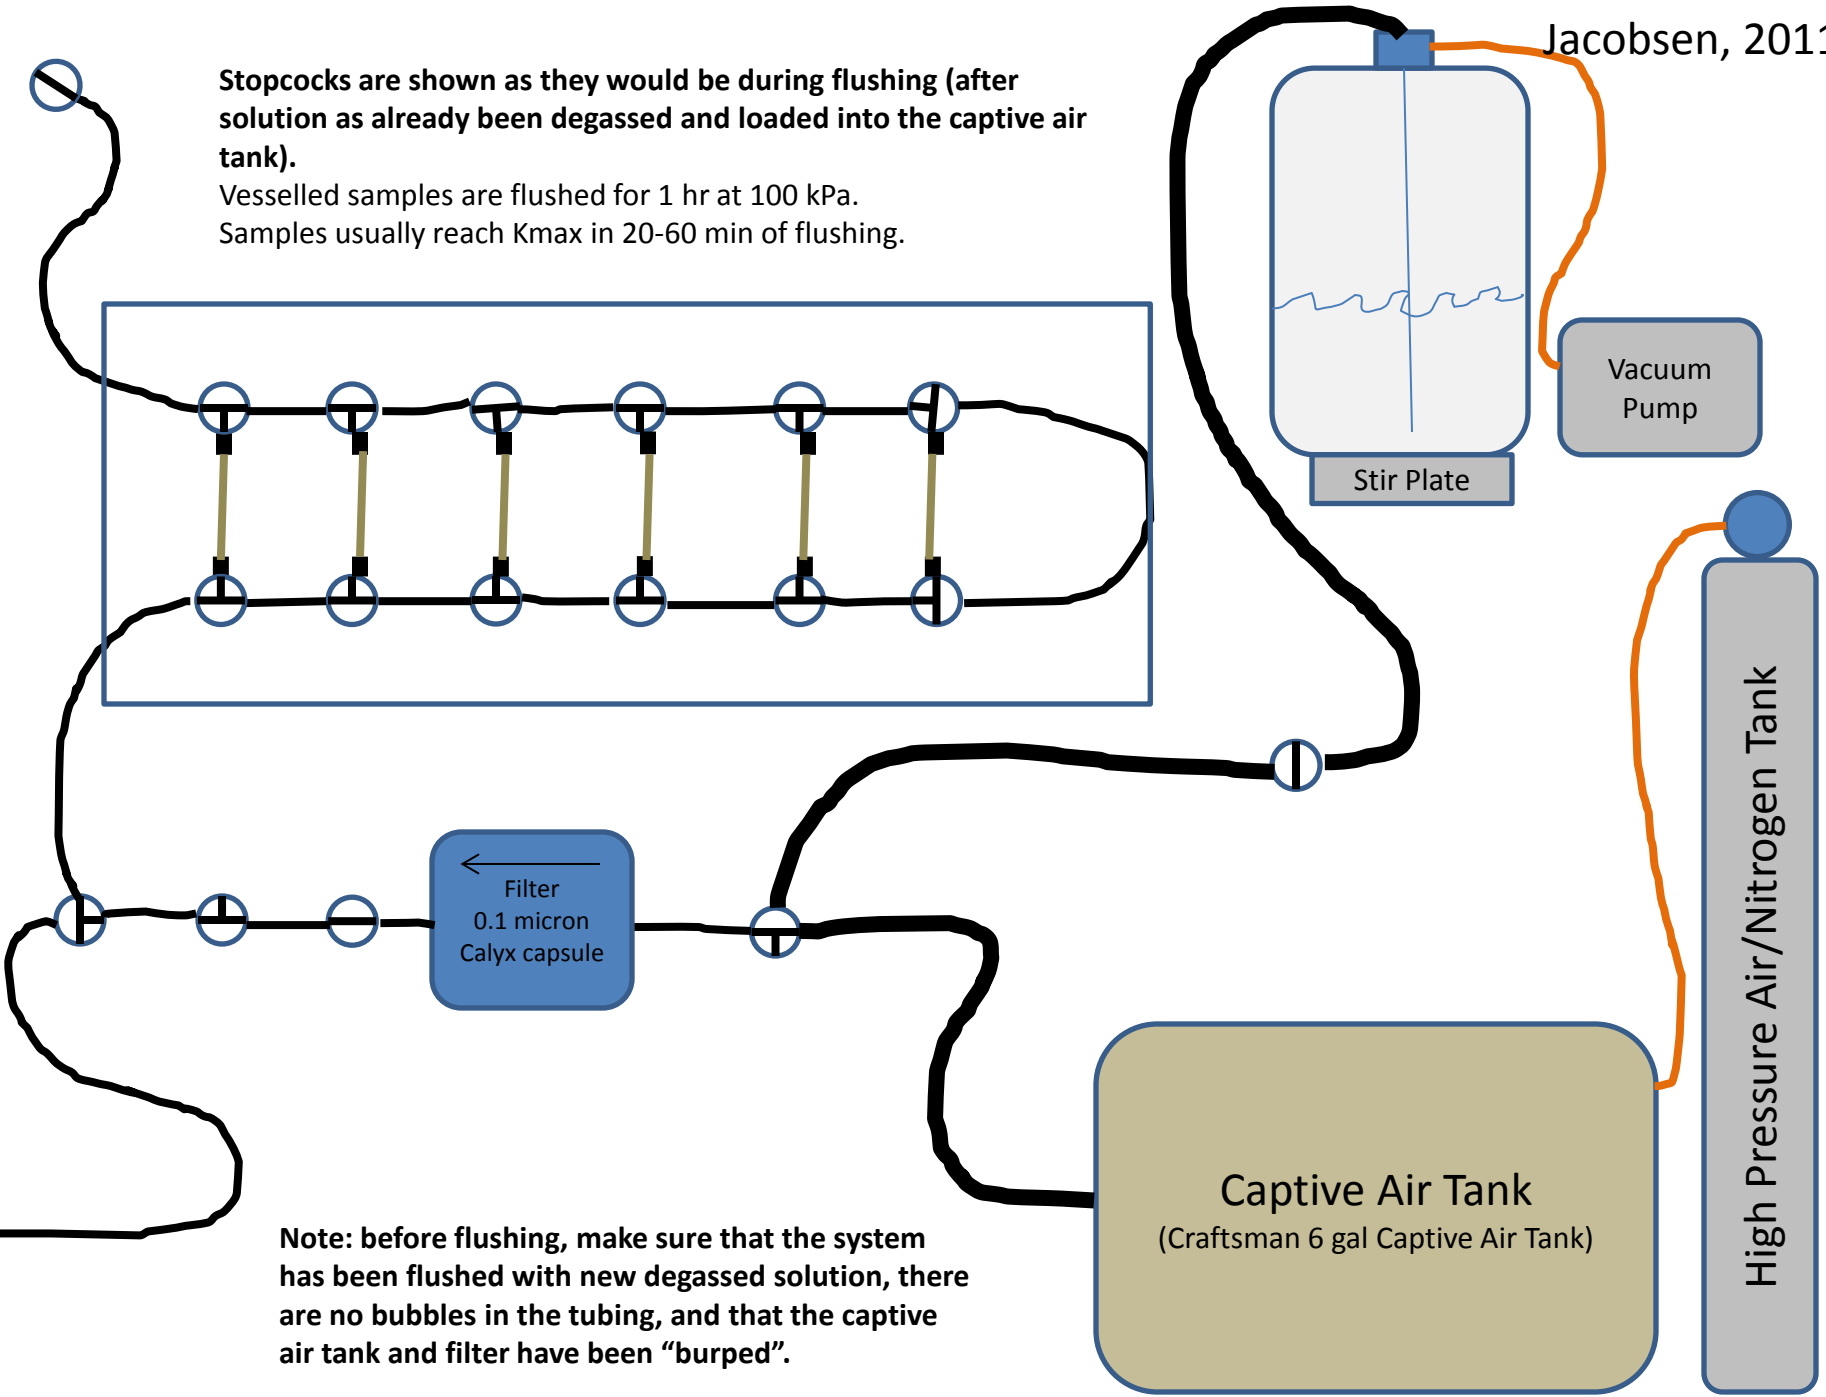 Jacobsen, 2011
Stopcocks are shown as they would be during flushing (after
solution as already been degassed and loaded into the captive air
tank).
Vesselled samples are flushed for 1 hr at 100 kPa.
Samples usually reach Kmax in 20-60 min of flushing.
Vacuum
Pump
Stir Plate
High Pressure Air/Nitrogen Tank
Filter
0.1 micron
Calyx capsule
Captive Air Tank
(Craftsman 6 gal Captive Air Tank)
Note: before flushing, make sure that the system
has been flushed with new degassed solution, there
are no bubbles in the tubing, and that the captive
air tank and filter have been “burped”.